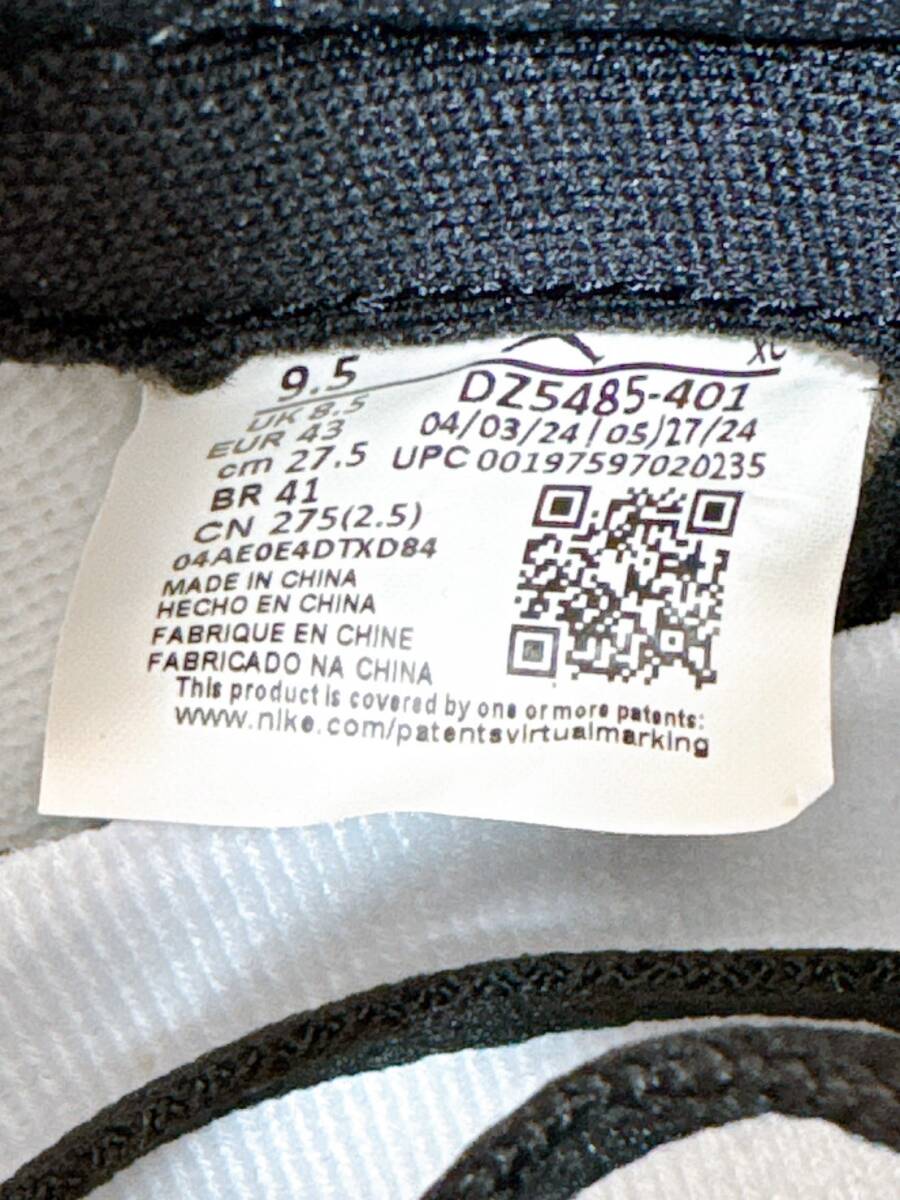 XC
9.5
UK 8.5
EUR 43
cm 27.5
BR 41
CN 275(2.5)
04AE0E4DTXD84
DZ5485-401
04/03/24 / 05/27/24
UPC 00197597020235
MADE IN CHINA
HECHO EN CHINA
FABRIQUE EN CHINE
FABRICADO NA CHINA
This product is covered by one or more patents:
www.nike.com/patentsvirtualmarking